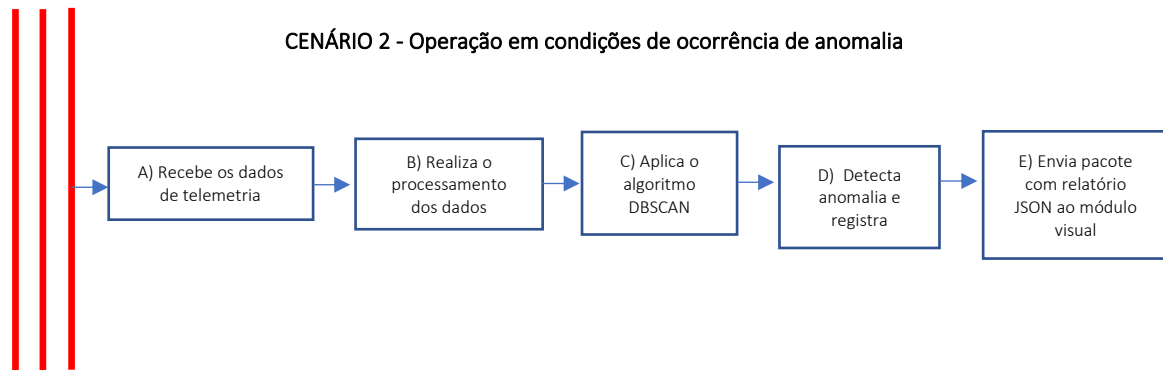 CENÁRIO 2 - Operação em condições de ocorrência de anomalia
A) Recebe os dados
de telemetria
B) Realiza o
processamento
dos dados
C) Aplica o
algoritmo
DBSCAN
D) Detecta
anomalia e
registra
E) Envia pacote
com relatório
JSON ao módulo
visual